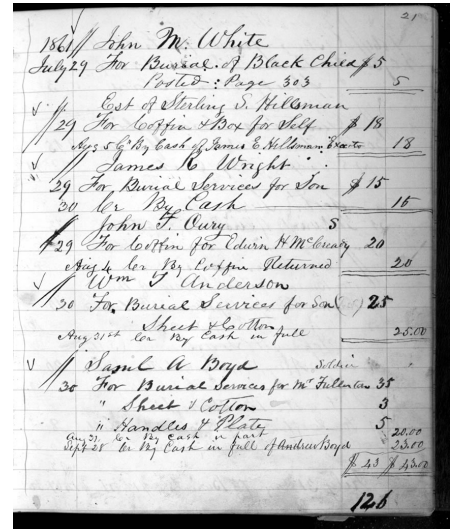 21
1861 // John M. White
July 29 For Burial of Black Child $ 5
Posted: Page 303 5
√ // Est of Sterling S. Hillsman
29 For Coffin & Box for Self $ 18
Aug 5 Cr By Cash of James E. Hillsman Exectr 18
√ // James K Wright
29 For Burial Services for Son $ 15
30 Cr By Cash 15
John T. Cury S
29 For Coffin for Edwin H McCreary 20
Aug 4 Cr By Coffin Returned 20
√ // Wm J Anderson
30 For Burial Services for Son 25
Sheet & Cotton
Aug 31st Cr By Cash in full 25.00
√ // Saml A Boyd Soldier
30 For Burial Services for Mr Fullerton 35
" Sheet & Cotton 3
" Handles & Plate 5
Aug 31 Cr By Cash in part 20.00
Sept 28 Cr By Cash in full of Andrew Boyd 23.00
$ 43 $ 43.00
126